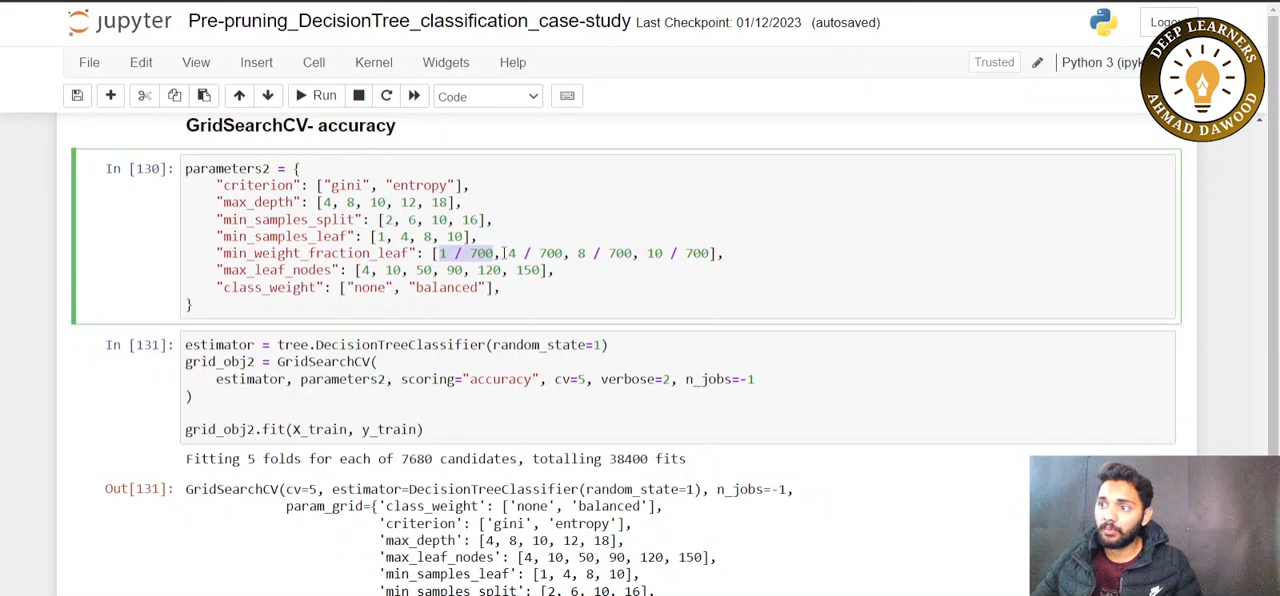 jupyter Pre-pruning_DecisionTree_classification_case-study Last Checkpoint: 01/12/2023 (autosaved)
File Edit View Insert Cell Kernel Widgets Help
Trusted Python 3 (ipyk
Run Code
DEEP LEARNERS
AHMAD DAWOOD
GridSearchCV- accuracy
In [130]: parameters2 = {
"criterion": ["gini", "entropy"],
"max_depth": [4, 8, 10, 12, 18],
"min_samples_split": [2, 6, 10, 16],
"min_samples_leaf": [1, 4, 8, 10],
"min_weight_fraction_leaf": [1 / 700, 4 / 700, 8 / 700, 10 / 700],
"max_leaf_nodes": [4, 10, 50, 90, 120, 150],
"class_weight": ["none", "balanced"],
}
In [131]: estimator = tree.DecisionTreeClassifier(random_state=1)
grid_obj2 = GridSearchCV(
estimator, parameters2, scoring="accuracy", cv=5, verbose=2, n_jobs=-1
)
grid_obj2.fit(X_train, y_train)
Fitting 5 folds for each of 7680 candidates, totalling 38400 fits
Out[131]: GridSearchCV(cv=5, estimator=DecisionTreeClassifier(random_state=1), n_jobs=-1,
param_grid={'class_weight': ['none', 'balanced'],
'criterion': ['gini', 'entropy'],
'max_depth': [4, 8, 10, 12, 18],
'max_leaf_nodes': [4, 10, 50, 90, 120, 150],
'min_samples_leaf': [1, 4, 8, 10],
'min_samples_split': [2, 6, 10, 16],